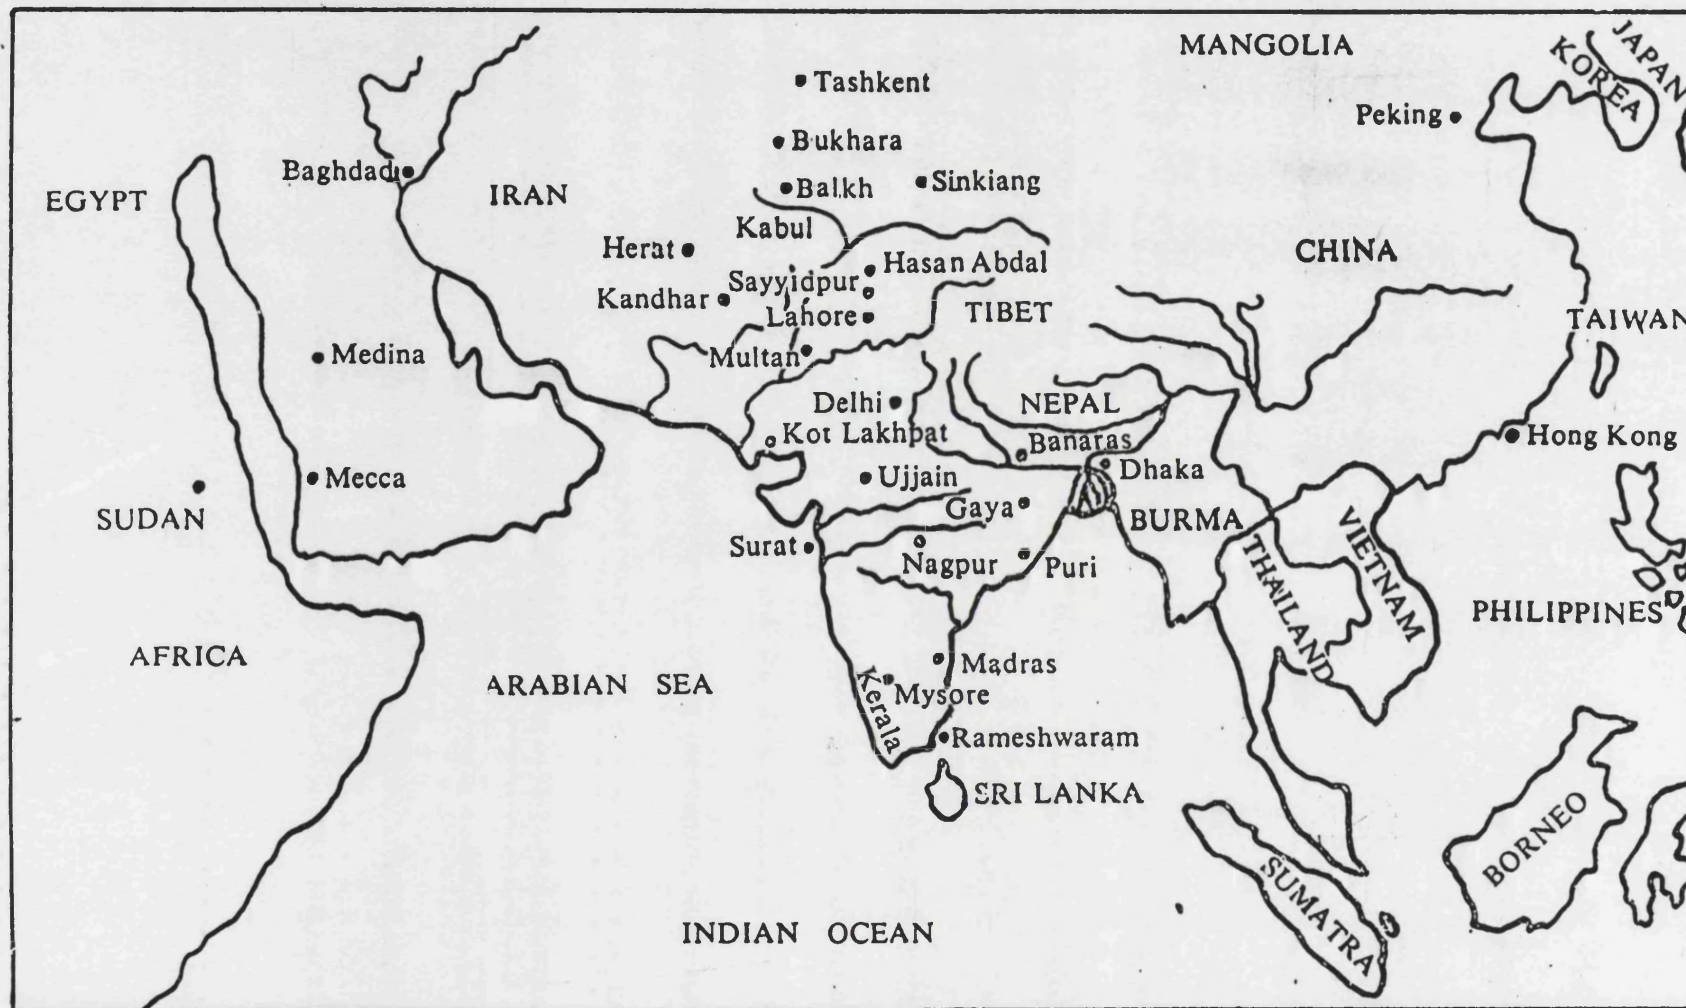 MANGOLIA
JAPAN
KOREA
Tashkent
Peking
Bukhara
Baghdad
Balkh
Sinkiang
EGYPT
IRAN
Kabul
Herat
CHINA
Hasan Abdal
Sayyidpur
Kandhar
Lahore
TIBET
TAIWAN
Medina
Multan
Delhi
NEPAL
Kot Lakhpat
Banaras
Hong Kong
Mecca
Ujjain
Dhaka
SUDAN
Gaya
BURMA
VIETNAM
Surat
Nagpur
Puri
THAILAND
PHILIPPINES
AFRICA
ARABIAN SEA
Madras
Kerala
Mysore
Rameshwaram
SRI LANKA
BORNEO
SUMATRA
INDIAN OCEAN